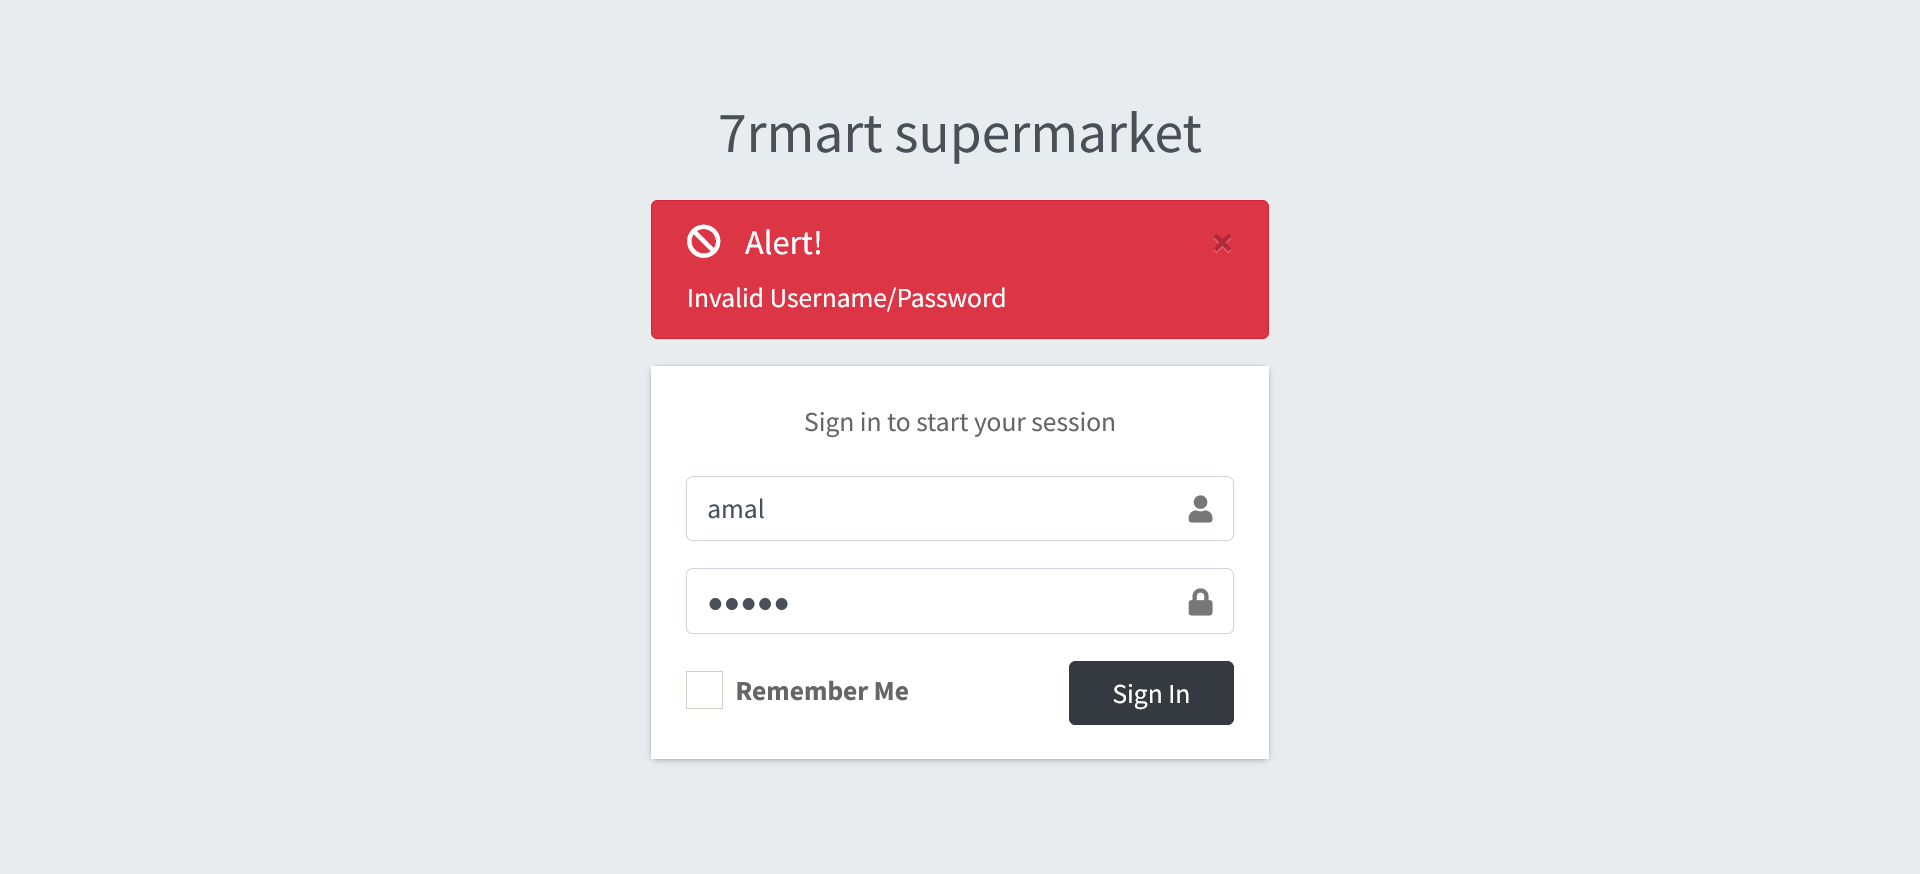 7rmart supermarket
Alert!
×
Invalid Username/Password
Sign in to start your session
amal
•••••
Remember Me
Sign In